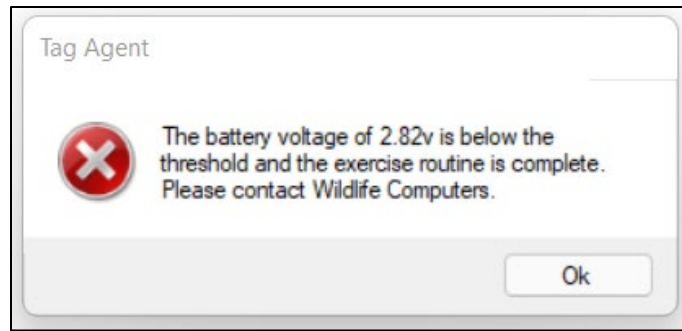 Tag Agent
The battery voltage of 2.82v is below the
threshold and the exercise routine is complete.
Please contact Wildlife Computers.
Ok